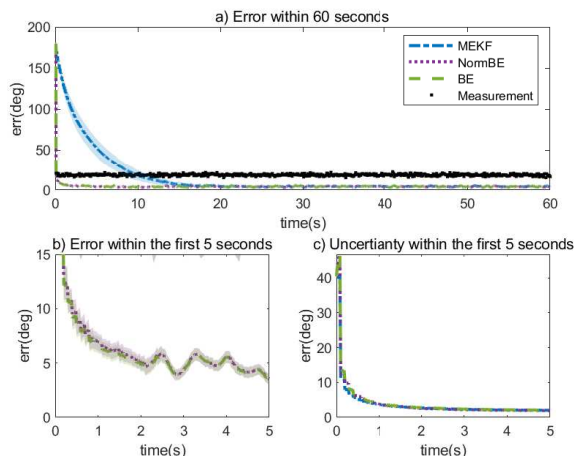 a) Error within 60 seconds
200
150
100
50
0
err(deg)
MEKF
NormBE
BE
Measurement
0 10 20 30 40 50 60
time(s)
b) Error within the first 5 seconds
15
10
5
0
err(deg)
0 1 2 3 4 5
time(s)
c) Uncertianty within the first 5 seconds
40
30
20
10
0
err(deg)
0 1 2 3 4 5
time(s)